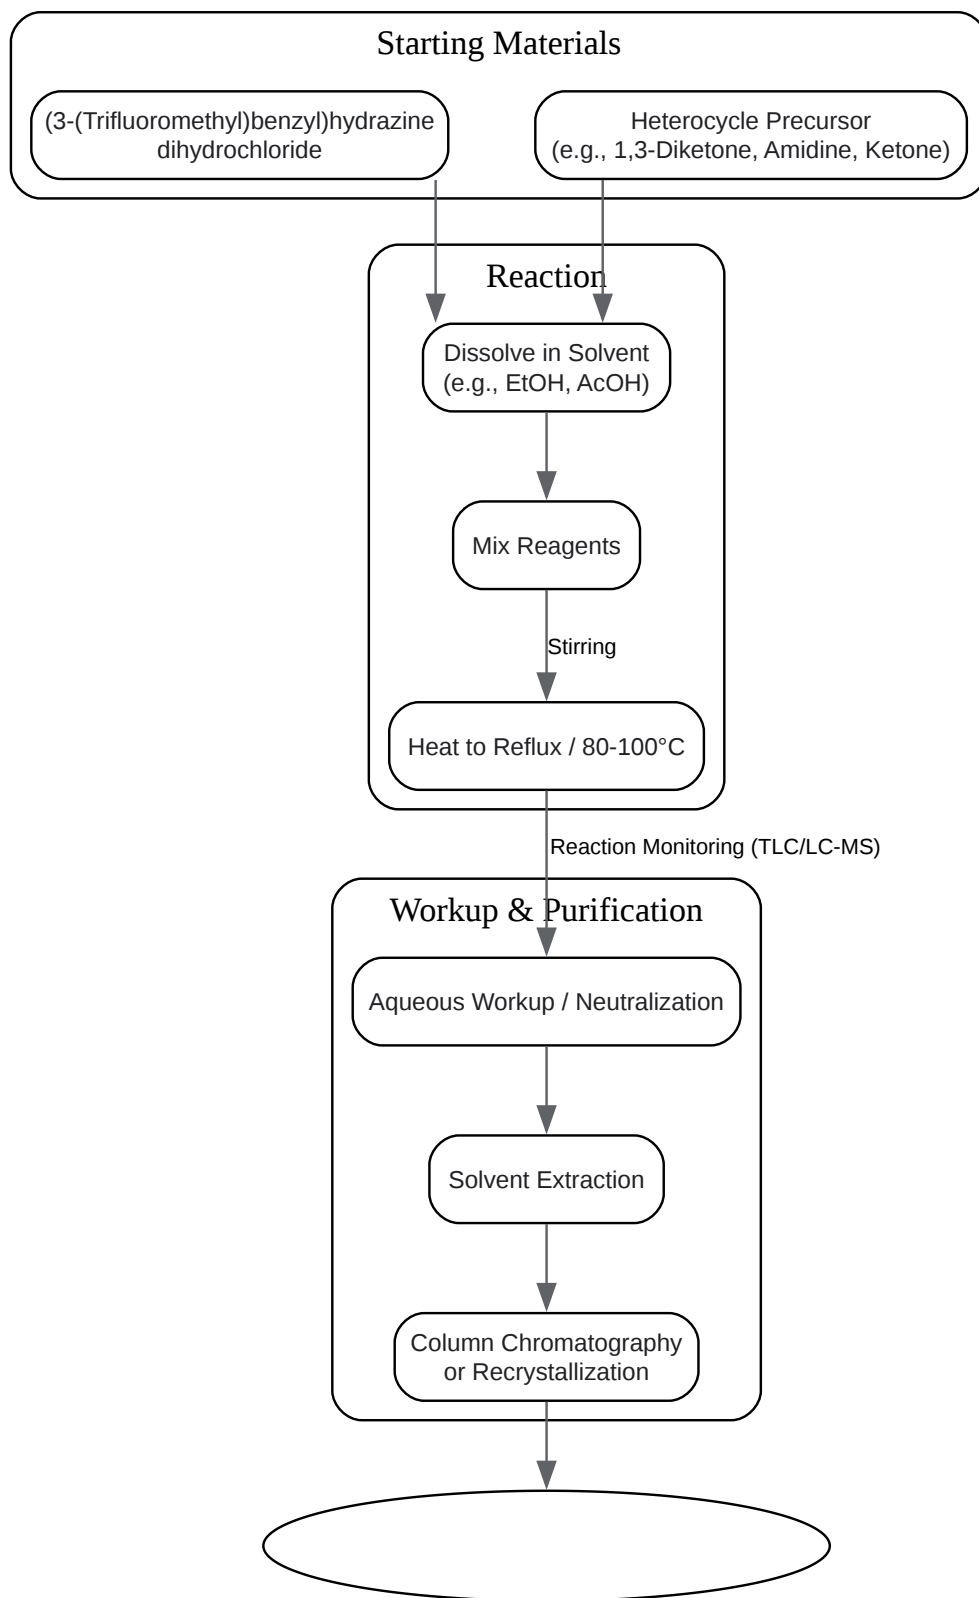 Starting Materials
(3-(Trifluoromethyl)benzyl)hydrazine
dihydrochloride
Heterocycle Precursor
(e.g., 1,3-Diketone, Amidine, Ketone)
Reaction
Dissolve in Solvent
(e.g., EtOH, AcOH)
Mix Reagents
Stirring
Heat to Reflux / 80-100°C
Reaction Monitoring (TLC/LC-MS)
Workup & Purification
Aqueous Workup / Neutralization
Solvent Extraction
Column Chromatography
or Recrystallization